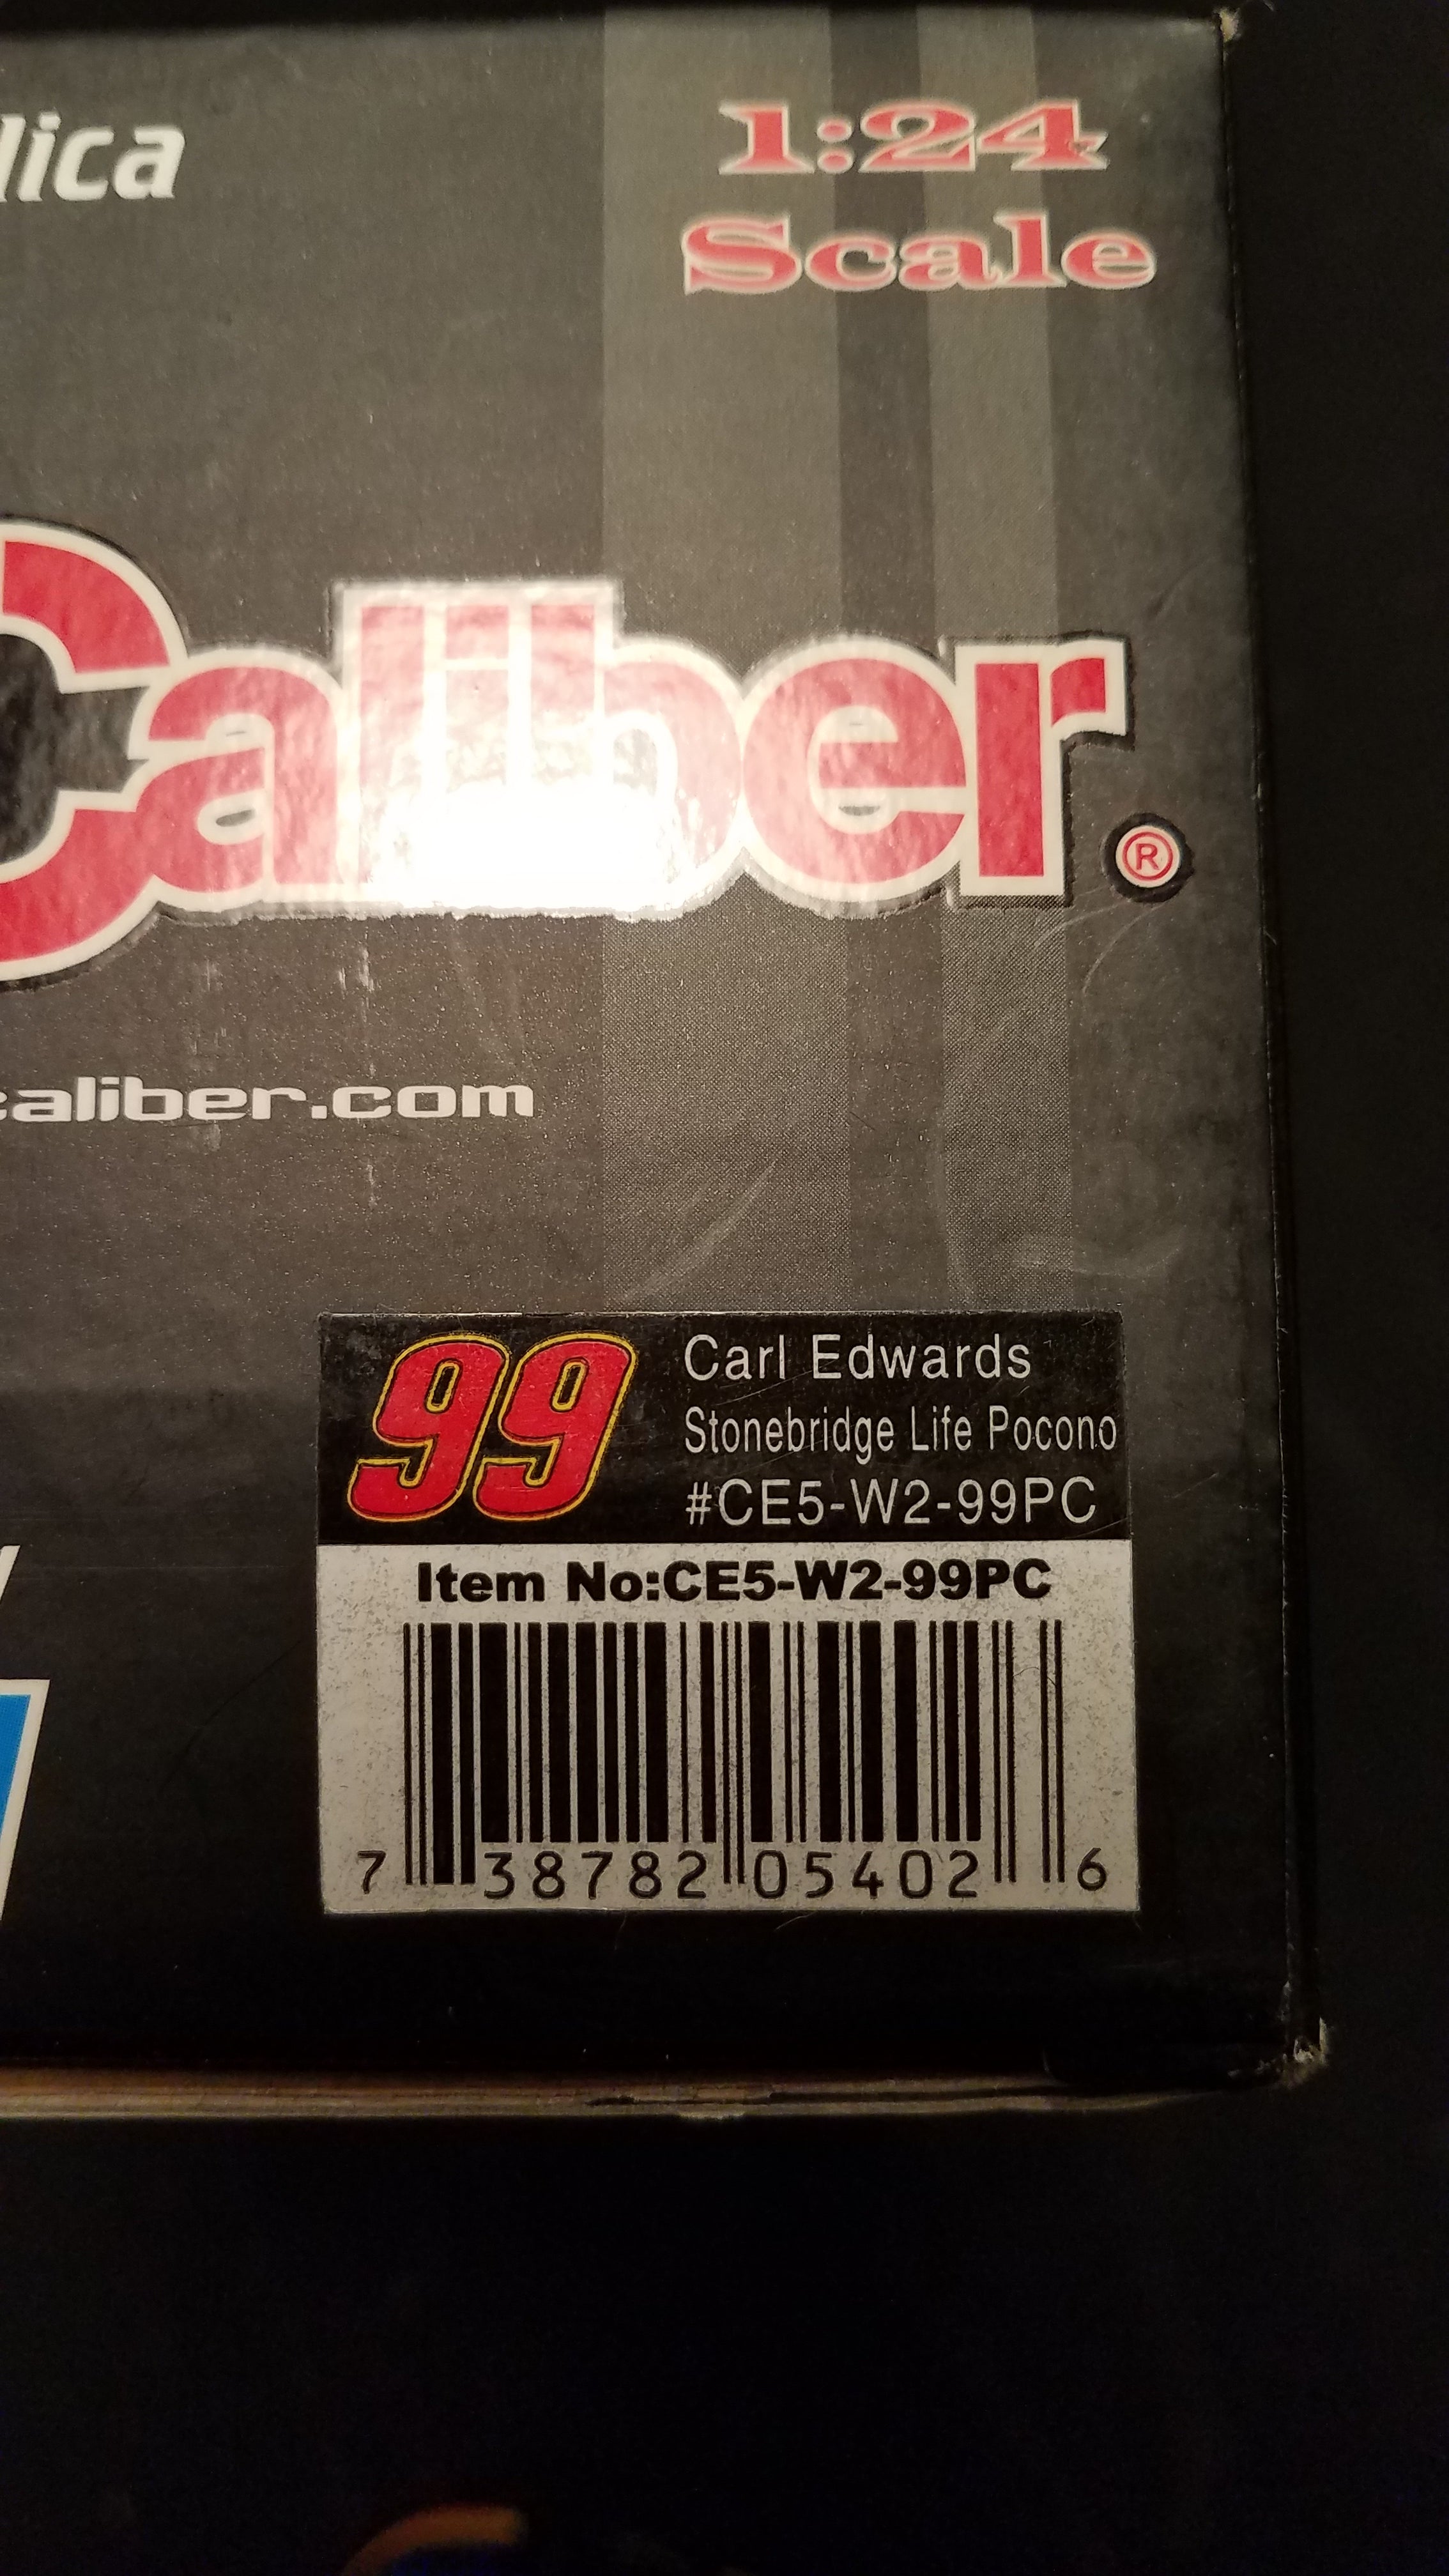 lica
1:24
Scale
Caliber®
caliber.com
99
Carl Edwards
Stonebridge Life Pocono
#CE5-W2-99PC
Item No:CE5-W2-99PC
7 38782 05402 6